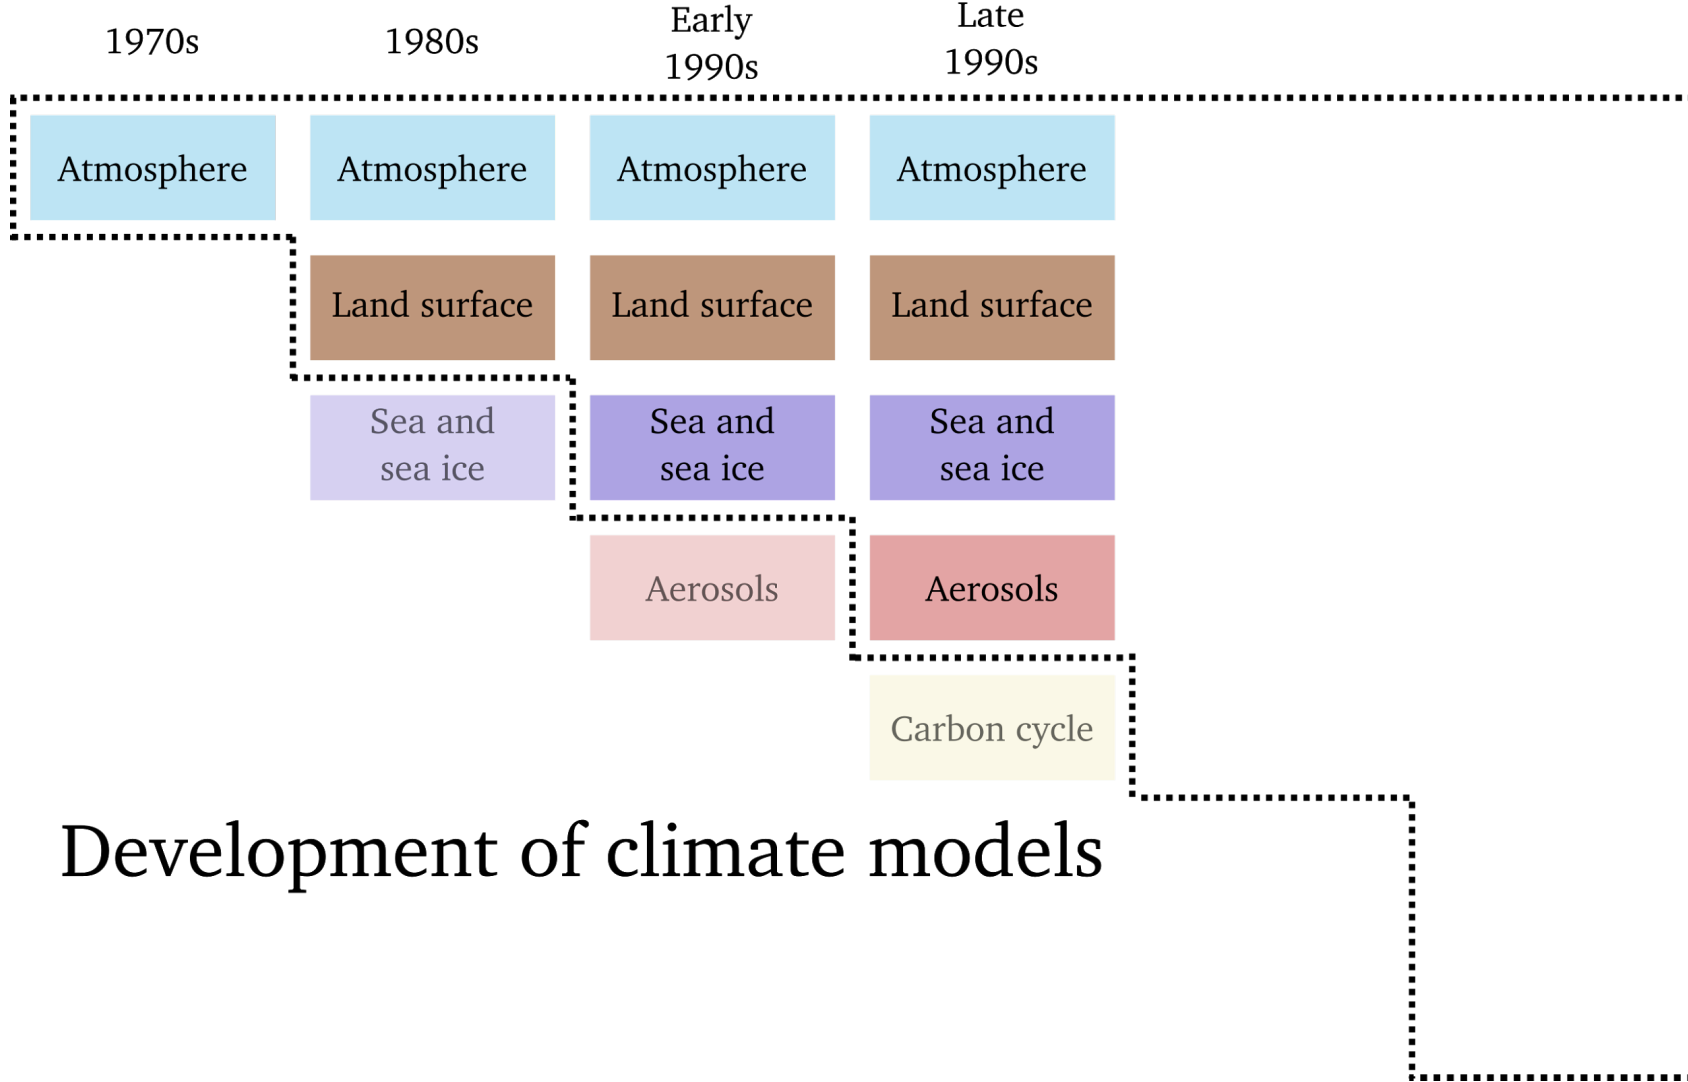 1970s
1980s
Early
1990s
Late
1990s
Atmosphere
Atmosphere
Atmosphere
Atmosphere
Land surface
Land surface
Land surface
Sea and
sea ice
Sea and
sea ice
Sea and
sea ice
Aerosols
Aerosols
Carbon cycle
Development of climate models